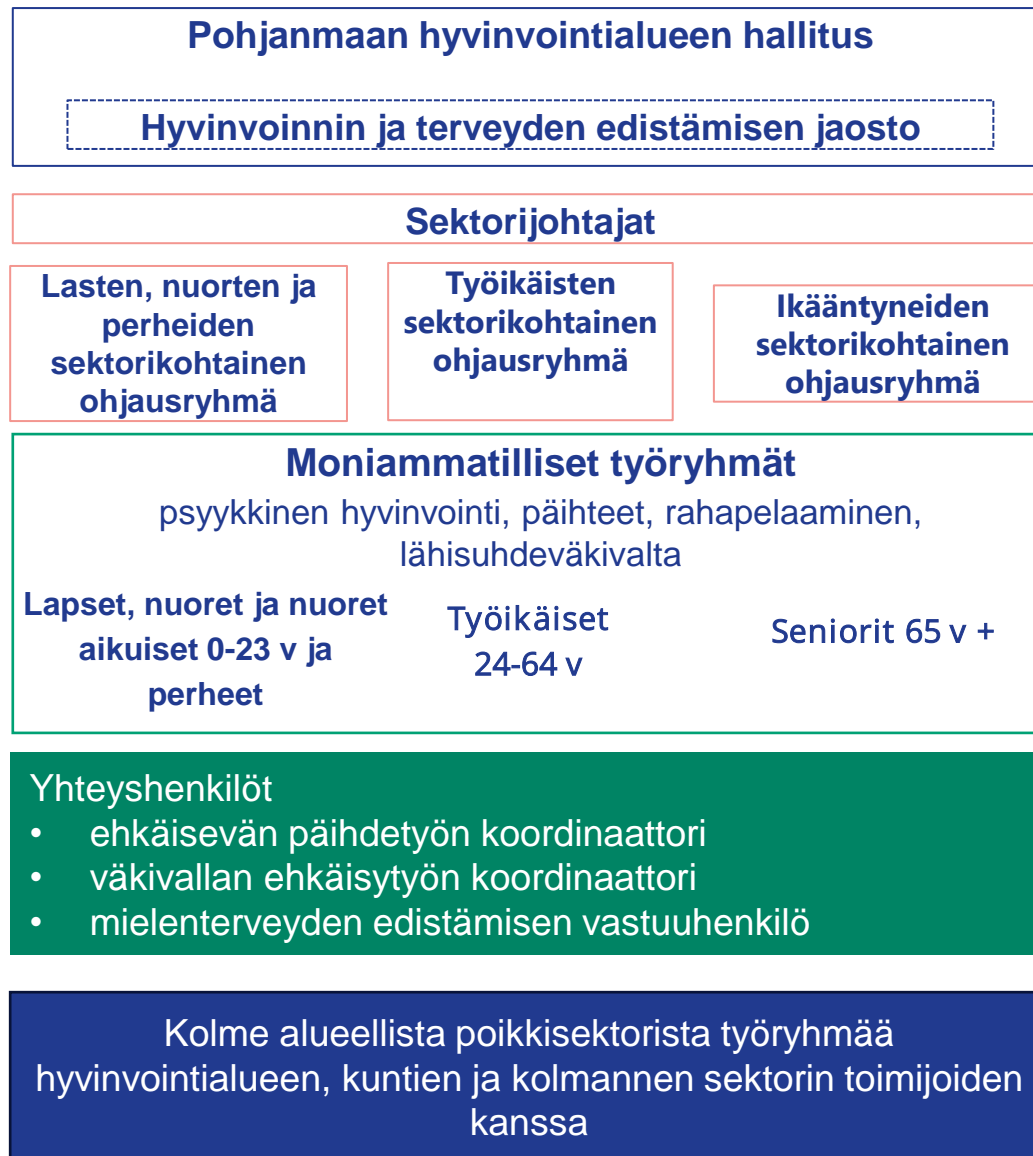 Pohjanmaan hyvinvointialueen hallitus
Hyvinvoinnin ja terveyden edistämisen jaosto
Sektorijohtajat
Lasten, nuorten ja
perheiden
sektorikohtainen
ohjausryhmä
Työikäisten
sektorikohtainen
ohjausryhmä
Ikääntyneiden
sektorikohtainen
ohjausryhmä
Moniammatilliset työryhmät
psyykkinen hyvinvointi, päihteet, rahapelaaminen,
lähisuhdeväkivalta
Lapset, nuoret ja nuoret
aikuiset 0-23 v ja
perheet
Työikäiset
24-64 v
Seniorit 65 v +
Yhteyshenkilöt
• ehkäisevän päihdetyön koordinaattori
• väkivallan ehkäisytyön koordinaattori
• mielenterveyden edistämisen vastuuhenkilö
Kolme alueellista poikkisektorista työryhmää
hyvinvointialueen, kuntien ja kolmannen sektorin toimijoiden
kanssa